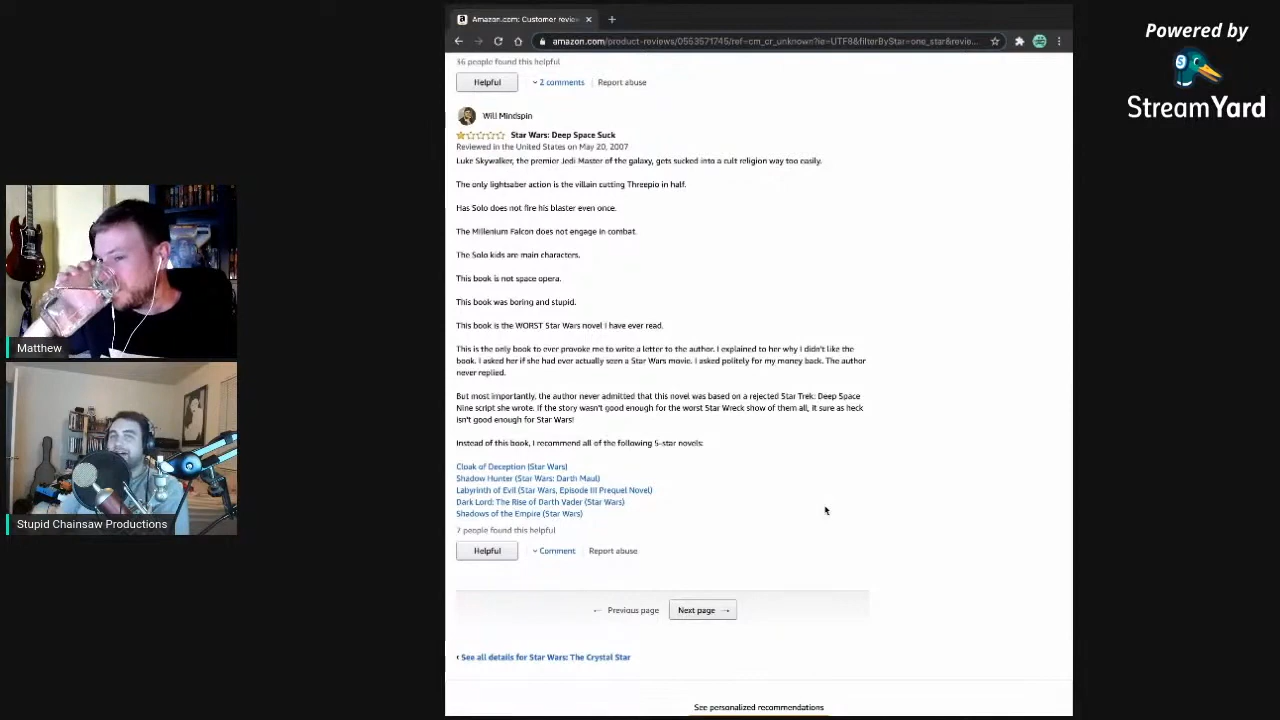 Amazon.com: Customer revie
amazon.com/product-reviews/0553571745/ref=cm_cr_unknown?ie=UTF8&filterByStar=one_star&revie...
Powered by
StreamYard
36 people found this helpful
Helpful
2 comments
Report abuse
Will Mindspin
Star Wars: Deep Space Suck
Reviewed in the United States on May 20, 2007
Luke Skywalker, the premier Jedi Master of the galaxy, gets sucked into a cult religion way too easily.
The only lightsaber action is the villain cutting Threepio in half.
Has Solo does not fire his blaster even once.
The Millenium Falcon does not engage in combat.
The Solo kids are main characters.
This book is not space opera.
This book was boring and stupid.
This book is the WORST Star Wars novel I have ever read.
This is the only book to ever provoke me to write a letter to the author. I explained to her why I didn't like the
book. I asked her if she had ever actually seen a Star Wars movie. I asked politely for my money back. The author
never replied.
But most importantly, the author never admitted that this novel was based on a rejected Star Trek: Deep Space
Nine script she wrote. If the story wasn't good enough for the worst Star Wreck show of them all, it sure as heck
isn't good enough for Star Wars!
Instead of this book, I recommend all of the following 5-star novels:
Cloak of Deception (Star Wars)
Shadow Hunter (Star Wars: Darth Maul)
Labyrinth of Evil (Star Wars, Episode III Prequel Novel)
Dark Lord: The Rise of Darth Vader (Star Wars)
Shadows of the Empire (Star Wars)
7 people found this helpful
Helpful
Comment
Report abuse
← Previous page
Next page →
‹ See all details for Star Wars: The Crystal Star
See personalized recommendations
Matthew
Stupid Chainsaw Productions